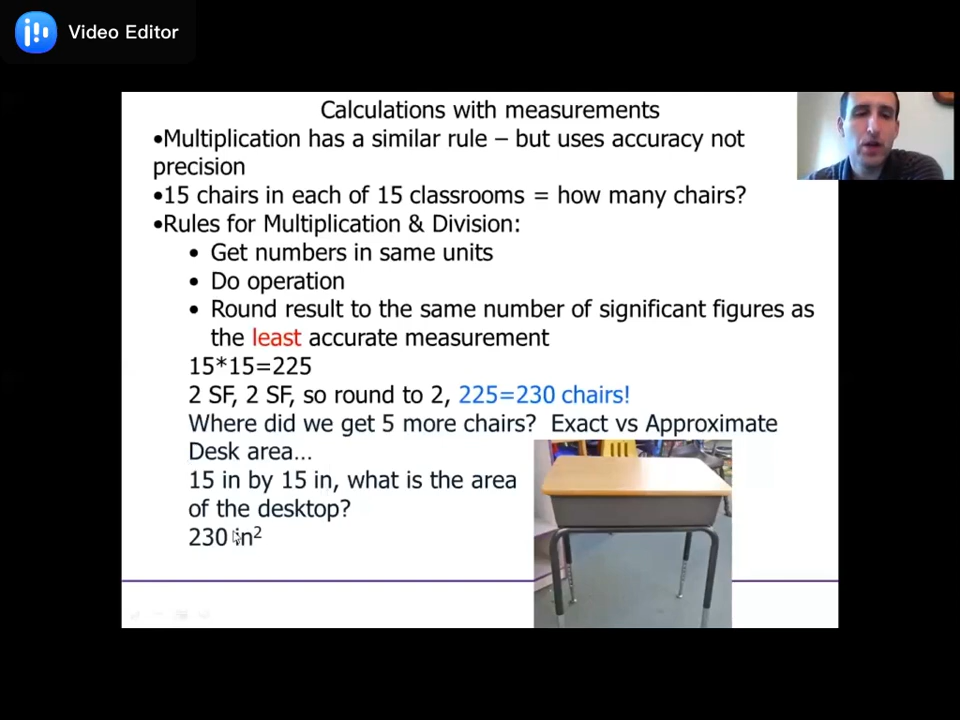 Video Editor
Calculations with measurements
•Multiplication has a similar rule – but uses accuracy not
precision
•15 chairs in each of 15 classrooms = how many chairs?
•Rules for Multiplication & Division:
• Get numbers in same units
• Do operation
• Round result to the same number of significant figures as
the least accurate measurement
15*15=225
2 SF, 2 SF, so round to 2, 225=230 chairs!
Where did we get 5 more chairs? Exact vs Approximate
Desk area…
15 in by 15 in, what is the area
of the desktop?
230 in²